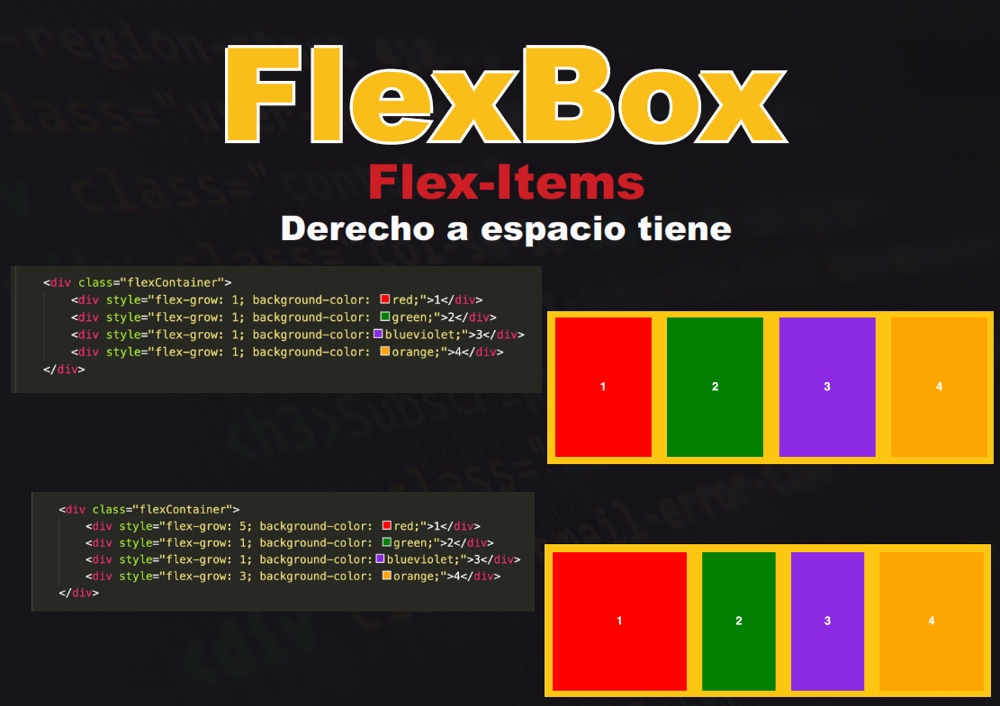 FlexBox
Flex-Items
Derecho a espacio tiene
<div class="flexContainer">
<div style="flex-grow: 1; background-color: red;">1</div>
<div style="flex-grow: 1; background-color: green;">2</div>
<div style="flex-grow: 1; background-color: blueviolet;">3</div>
<div style="flex-grow: 1; background-color: orange;">4</div>
</div>
1 2 3 4
<div class="flexContainer">
<div style="flex-grow: 5; background-color: red;">1</div>
<div style="flex-grow: 1; background-color: green;">2</div>
<div style="flex-grow: 1; background-color: blueviolet;">3</div>
<div style="flex-grow: 3; background-color: orange;">4</div>
</div>
1 2 3 4